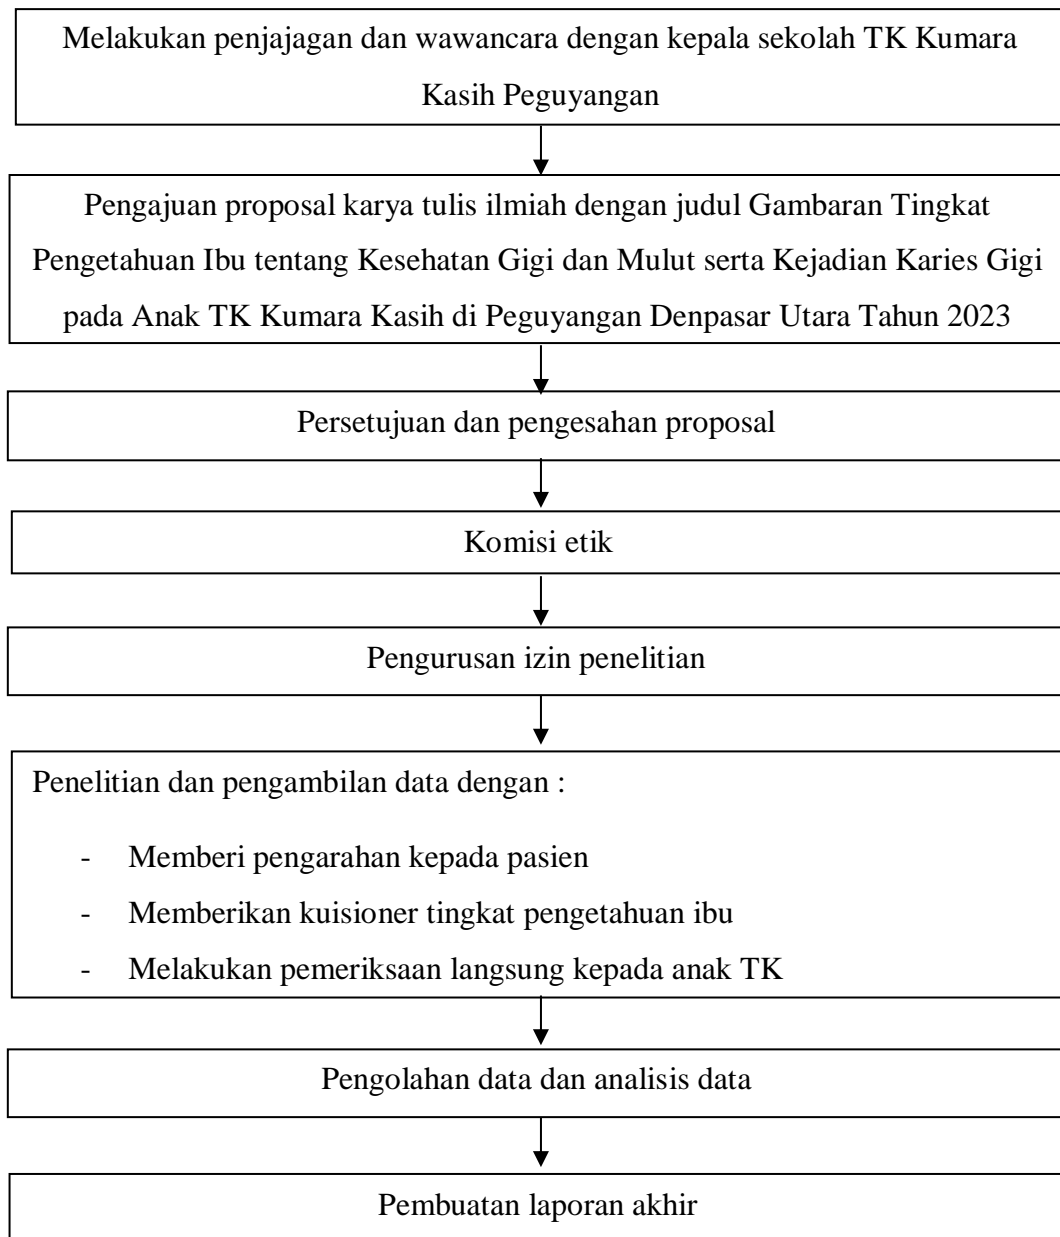 Melakukan penjajagan dan wawancara dengan kepala sekolah TK Kumara
Kasih Peguyangan
Pengajuan proposal karya tulis ilmiah dengan judul Gambaran Tingkat
Pengetahuan Ibu tentang Kesehatan Gigi dan Mulut serta Kejadian Karies Gigi
pada Anak TK Kumara Kasih di Peguyangan Denpasar Utara Tahun 2023
Persetujuan dan pengesahan proposal
Komisi etik
Pengurusan izin penelitian
Penelitian dan pengambilan data dengan :
- Memberi pengarahan kepada pasien
- Memberikan kuisioner tingkat pengetahuan ibu
- Melakukan pemeriksaan langsung kepada anak TK
Pengolahan data dan analisis data
Pembuatan laporan akhir